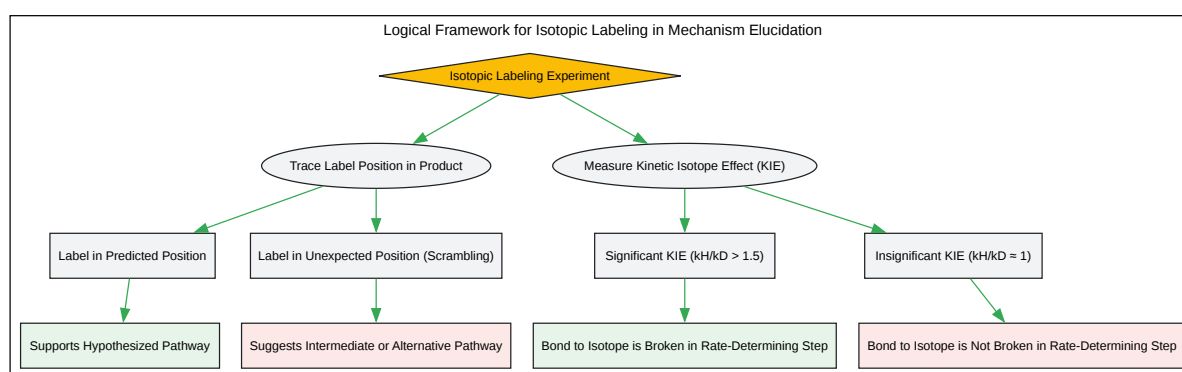 Logical Framework for Isotopic Labeling in Mechanism Elucidation
Isotopic Labeling Experiment
Trace Label Position in Product
Measure Kinetic Isotope Effect (KIE)
Label in Predicted Position
Label in Unexpected Position (Scrambling)
Significant KIE (kH/kD > 1.5)
Insignificant KIE (kH/kD ≈ 1)
Supports Hypothesized Pathway
Suggests Intermediate or Alternative Pathway
Bond to Isotope is Broken in Rate-Determining Step
Bond to Isotope is Not Broken in Rate-Determining Step